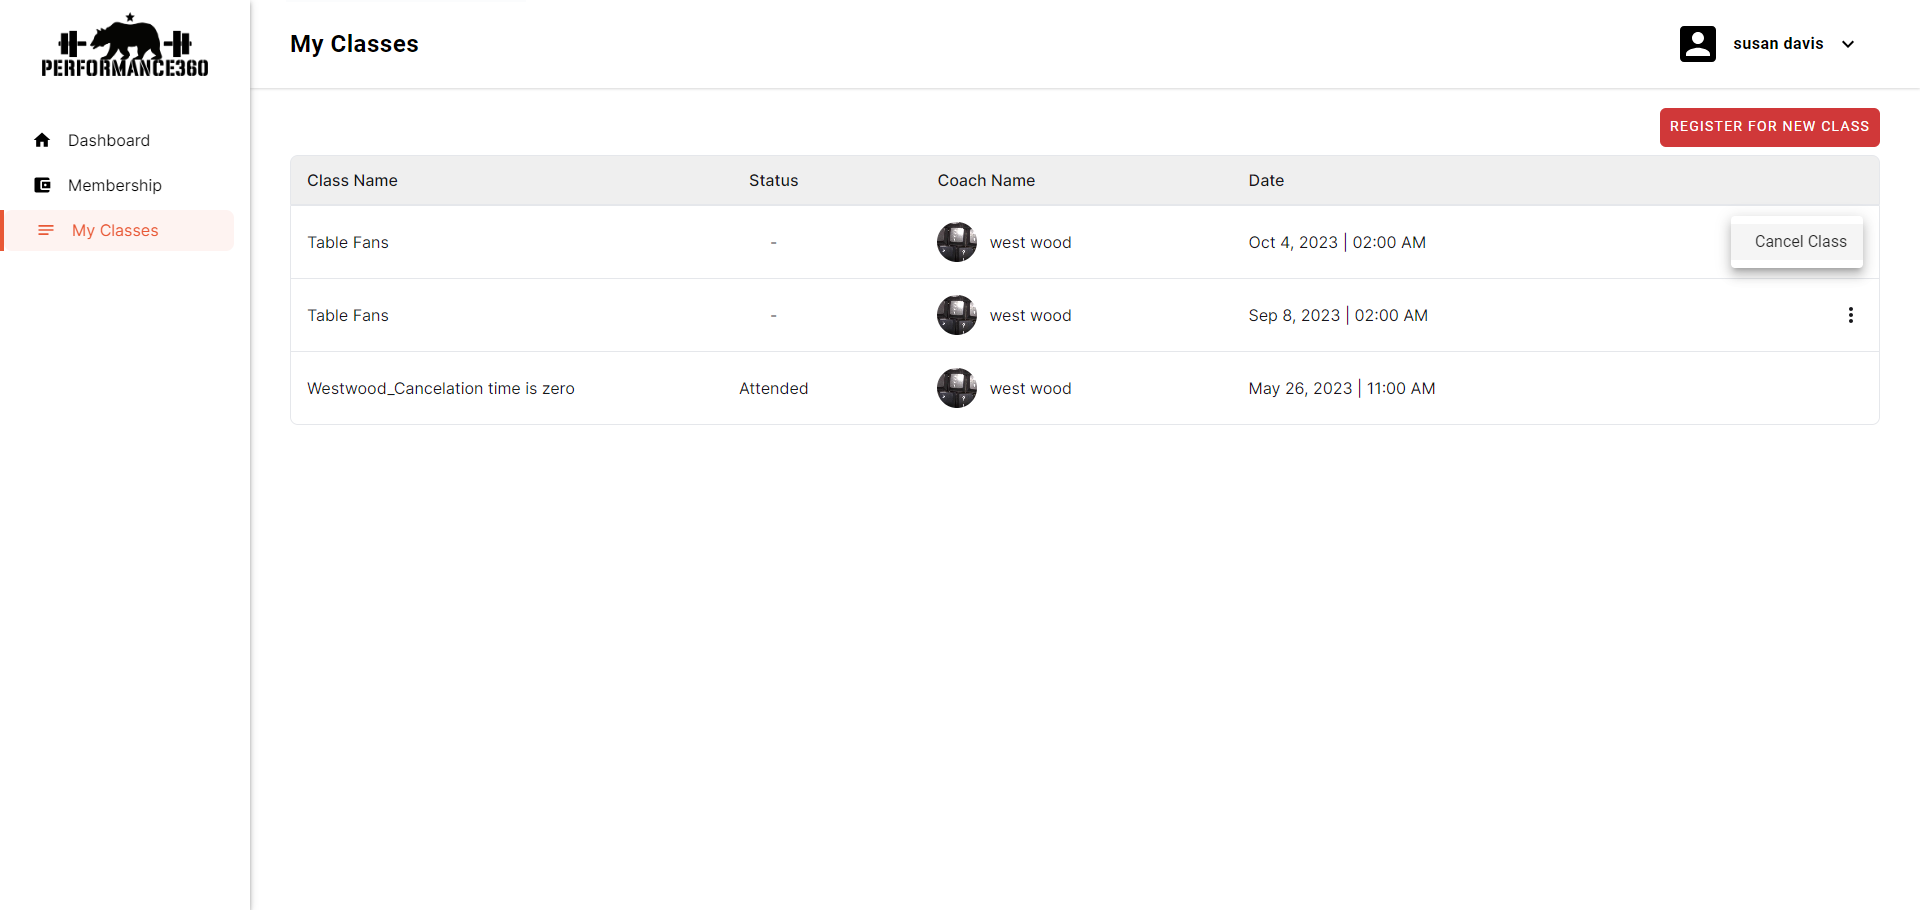 PERFORMANCE360
My Classes
susan davis
Dashboard
Membership
My Classes
REGISTER FOR NEW CLASS
Class Name Status Coach Name Date
Table Fans - west wood Oct 4, 2023 | 02:00 AM Cancel Class
Table Fans - west wood Sep 8, 2023 | 02:00 AM
Westwood_Cancelation time is zero Attended west wood May 26, 2023 | 11:00 AM